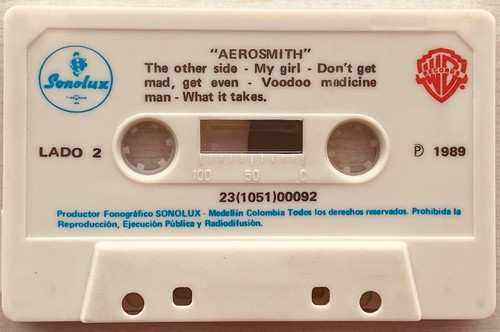 "AEROSMITH"
The other side - My girl - Don't get
mad, get even - Voodoo madicine
man - What it takes.
Sonolux
RECORDS
LADO 2
℗ 1989
100 50 0
23(1051)00092
Productor Fonográfico SONOLUX - Medellín Colombia Todos los derechos reservados. Prohibida la
Reproducción, Ejecución Pública y Radiodifusión.